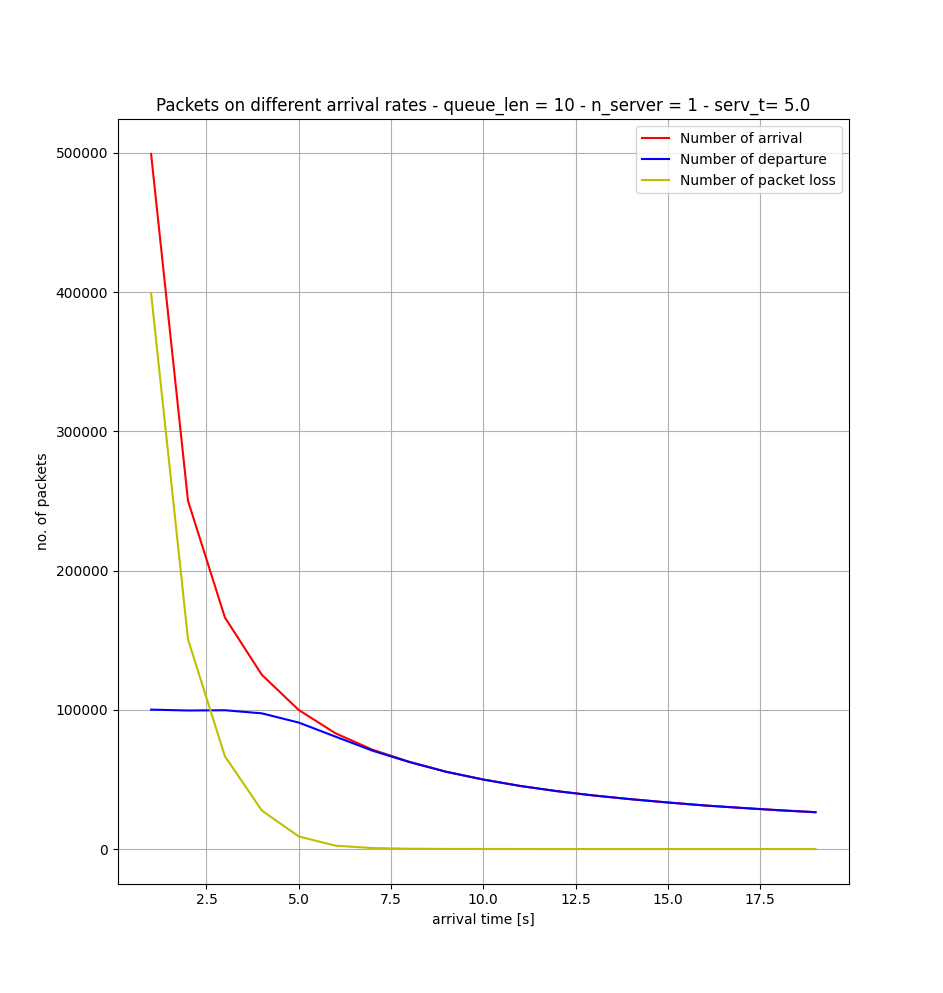 Packets on different arrival rates - queue_len = 10 - n_server = 1 - serv_t= 5.0
Number of arrival
Number of departure
Number of packet loss
500000
400000
300000
200000
100000
0
no. of packets
2.5 5.0 7.5 10.0 12.5 15.0 17.5
arrival time [s]